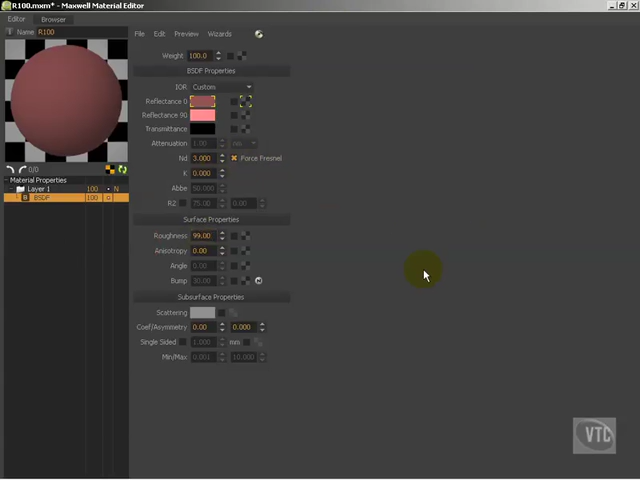 R100.mxm* - Maxwell Material Editor
Editor Browser
Name R100
File Edit Preview Wizards
0/0
Material Properties
Layer 1 100 N
BSDF 100
Weight 100.0
BSDF Properties
IOR Custom
Reflectance 0
Reflectance 90
Transmittance
Attenuation 1.00 nm
Nd 3.000 Force Fresnel
K 0.000
Abbe 50.000
R2 75.00 0.00
Surface Properties
Roughness 99.00
Anisotropy 0.00
Angle 0.00
Bump 30.00
Subsurface Properties
Scattering
Coef/Asymmetry 0.00 0.000
Single Sided 1.000 mm
Min/Max 0.001 10.000
VTC